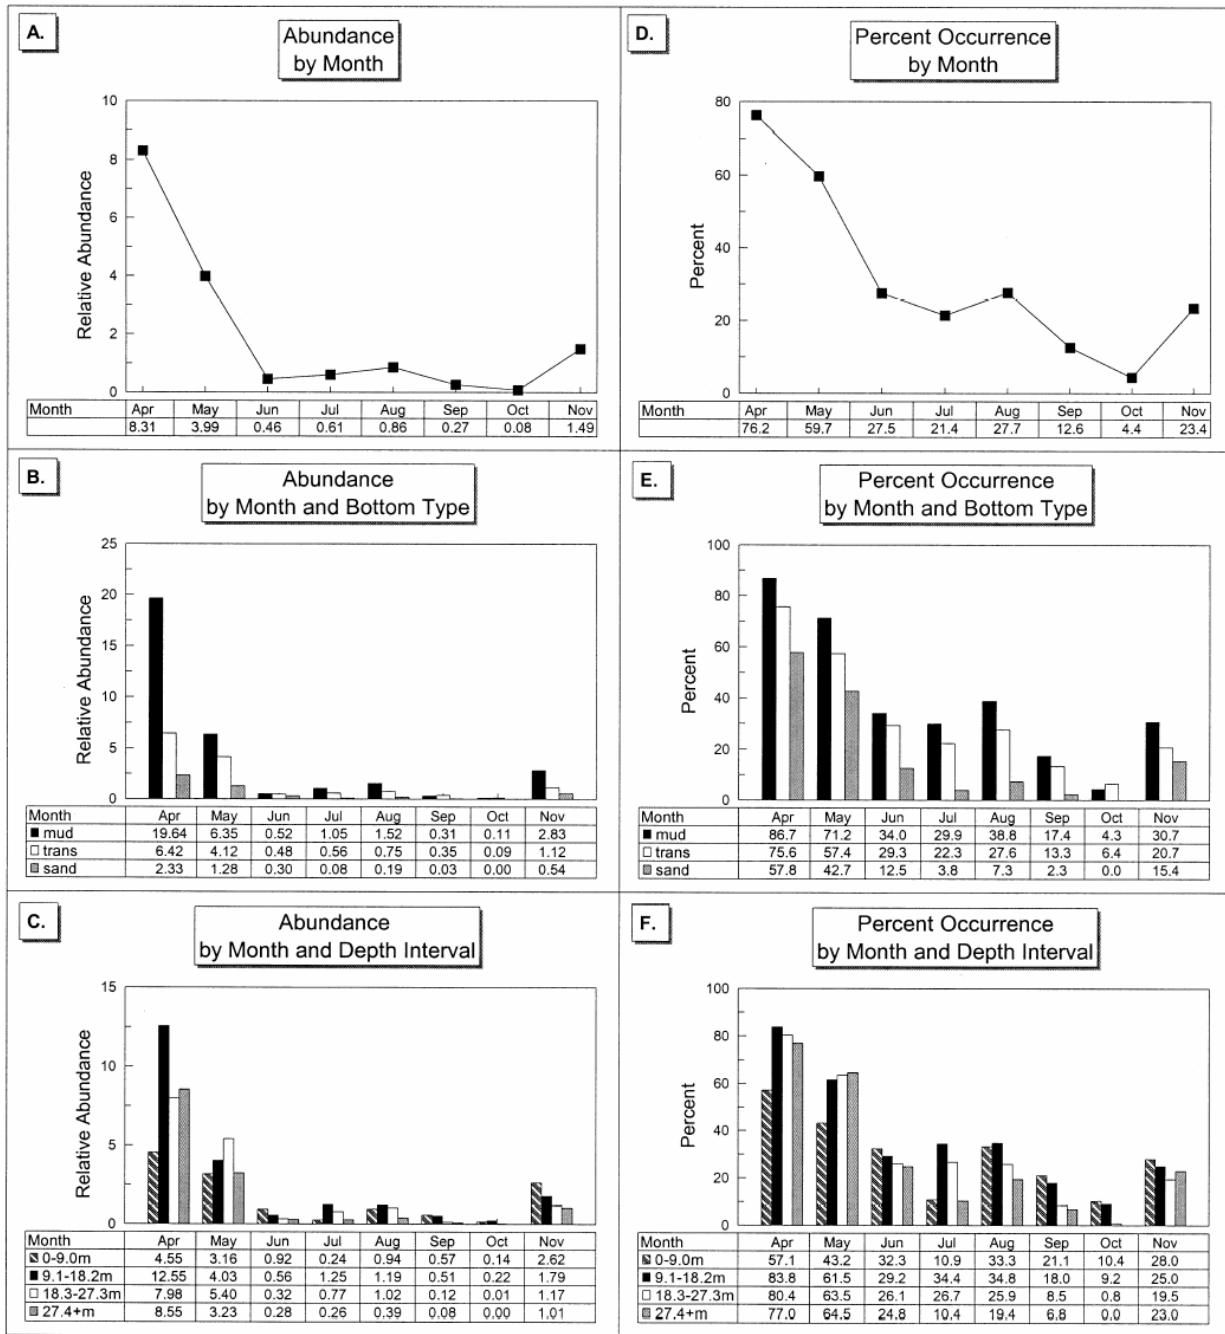 A.
Abundance
by Month
Relative Abundance
10
8
6
4
2
0
Month Apr May Jun Jul Aug Sep Oct Nov
8.31 3.99 0.46 0.61 0.86 0.27 0.08 1.49
D.
Percent Occurrence
by Month
Percent
80
60
40
20
0
Month Apr May Jun Jul Aug Sep Oct Nov
76.2 59.7 27.5 21.4 27.7 12.6 4.4 23.4
B.
Abundance
by Month and Bottom Type
Relative Abundance
25
20
15
10
5
0
Month Apr May Jun Jul Aug Sep Oct Nov
mud 19.64 6.35 0.52 1.05 1.52 0.31 0.11 2.83
trans 6.42 4.12 0.48 0.56 0.75 0.35 0.09 1.12
sand 2.33 1.28 0.30 0.08 0.19 0.03 0.00 0.54
E.
Percent Occurrence
by Month and Bottom Type
Percent
100
80
60
40
20
0
Month Apr May Jun Jul Aug Sep Oct Nov
mud 86.7 71.2 34.0 29.9 38.8 17.4 4.3 30.7
trans 75.6 57.4 29.3 22.3 27.6 13.3 6.4 20.7
sand 57.8 42.7 12.5 3.8 7.3 2.3 0.0 15.4
C.
Abundance
by Month and Depth Interval
Relative Abundance
15
10
5
0
Month Apr May Jun Jul Aug Sep Oct Nov
0-9.0m 4.55 3.16 0.92 0.24 0.94 0.57 0.14 2.62
9.1-18.2m 12.55 4.03 0.56 1.25 1.19 0.51 0.22 1.79
18.3-27.3m 7.98 5.40 0.32 0.77 1.02 0.12 0.01 1.17
27.4+m 8.55 3.23 0.28 0.26 0.39 0.08 0.00 1.01
F.
Percent Occurrence
by Month and Depth Interval
Percent
100
80
60
40
20
0
Month Apr May Jun Jul Aug Sep Oct Nov
0-9.0m 57.1 43.2 32.3 10.9 33.3 21.1 10.4 28.0
9.1-18.2m 83.8 61.5 29.2 34.4 34.8 18.0 9.2 25.0
18.3-27.3m 80.4 63.5 26.1 26.7 25.9 8.5 0.8 19.5
27.4+m 77.0 64.5 24.8 10.4 19.4 6.8 0.0 23.0